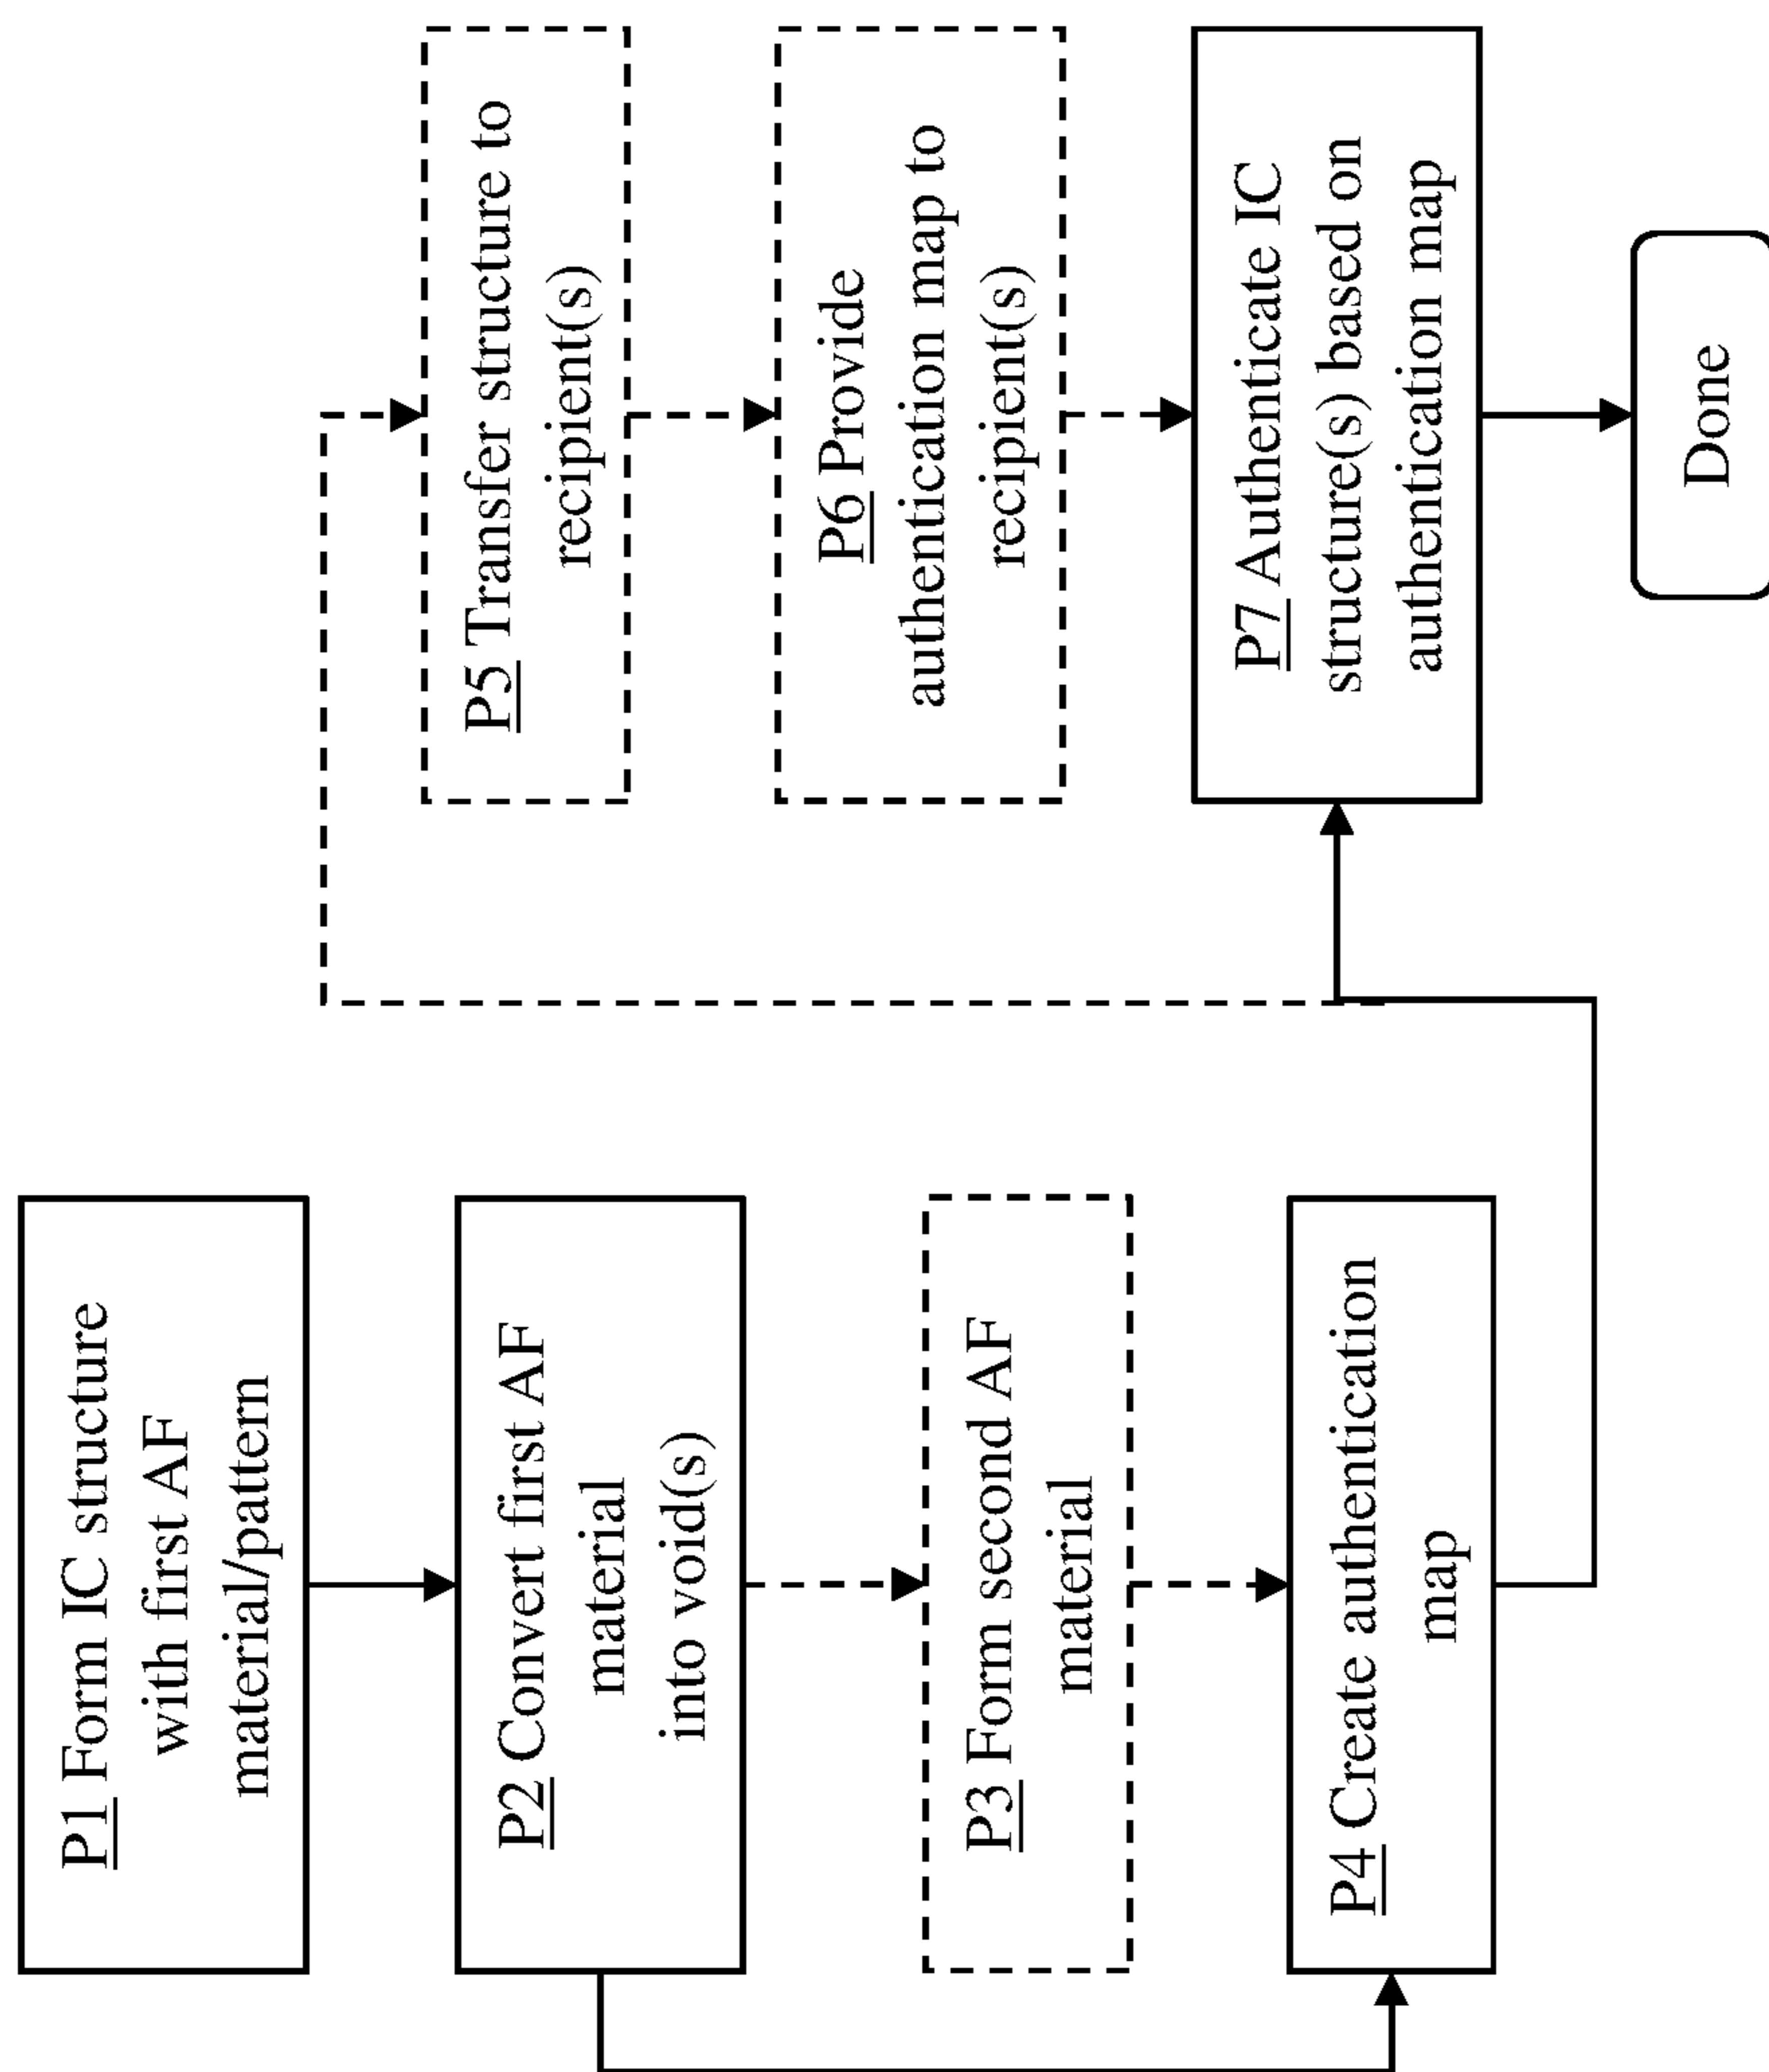 P1 Form IC structure
with first AF
material/pattern
P2 Convert first AF
material
into void(s)
P3 Form second AF
material
P4 Create authentication
map
P5 Transfer structure to
recipient(s)
P6 Provide
authentication map to
recipient(s)
P7 Authenticate IC
structure(s) based on
authentication map
Done